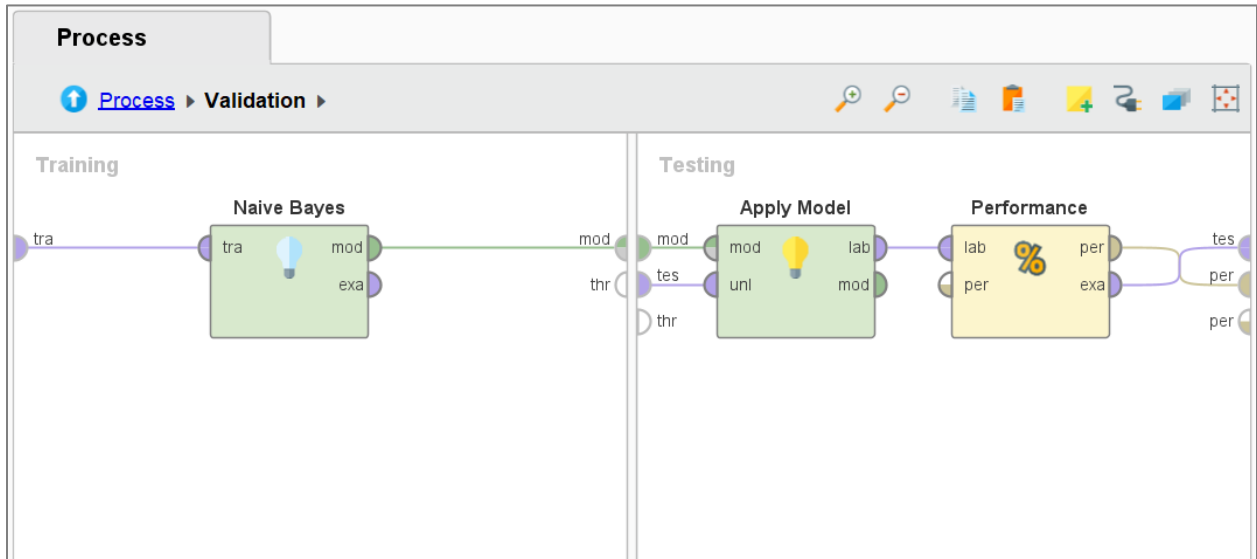 Process
Process ▸ Validation ▸
Training
Naive Bayes
tra
tra
mod
exa
mod
thr
Testing
Apply Model
Performance
mod
tes
thr
mod
unl
lab
mod
lab
per
%
per
exa
tes
per
per